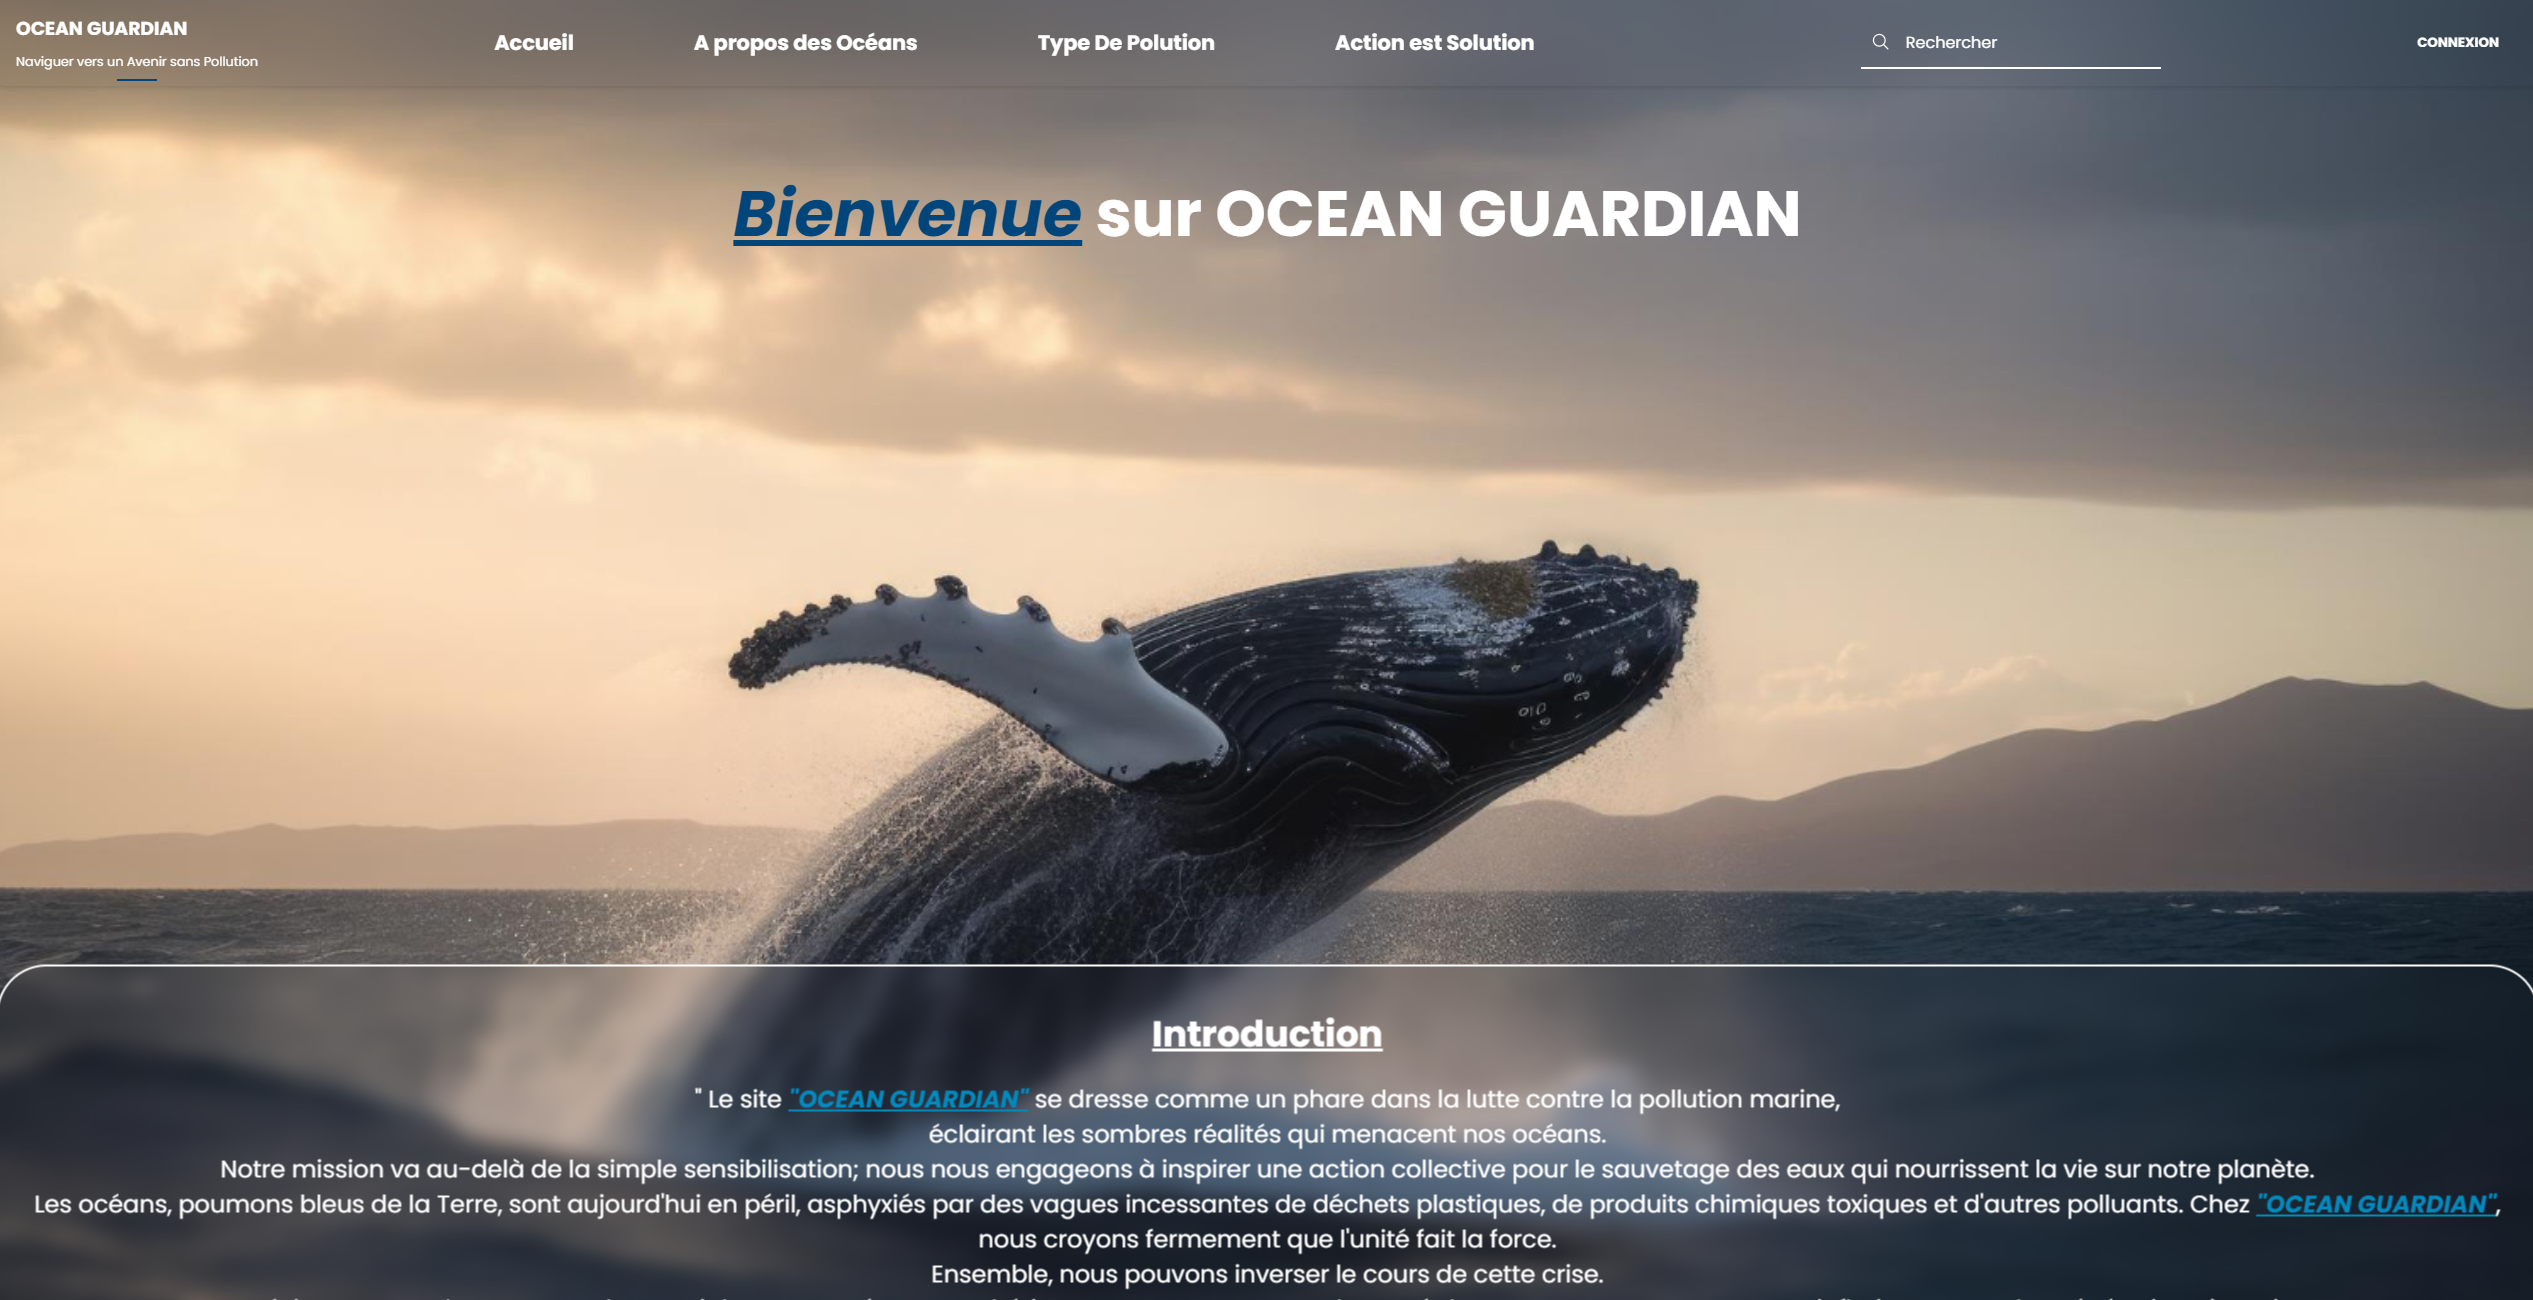 OCEAN GUARDIAN
Naviguer vers un Avenir sans Pollution
Accueil
A propos des Océans
Type De Polution
Action est Solution
Rechercher
CONNEXION
Bienvenue sur OCEAN GUARDIAN
Introduction
" Le site "OCEAN GUARDIAN" se dresse comme un phare dans la lutte contre la pollution marine,
éclairant les sombres réalités qui menacent nos océans.
Notre mission va au-delà de la simple sensibilisation; nous nous engageons à inspirer une action collective pour le sauvetage des eaux qui nourrissent la vie sur notre planète.
Les océans, poumons bleus de la Terre, sont aujourd'hui en péril, asphyxiés par des vagues incessantes de déchets plastiques, de produits chimiques toxiques et d'autres polluants. Chez "OCEAN GUARDIAN",
nous croyons fermement que l'unité fait la force.
Ensemble, nous pouvons inverser le cours de cette crise.